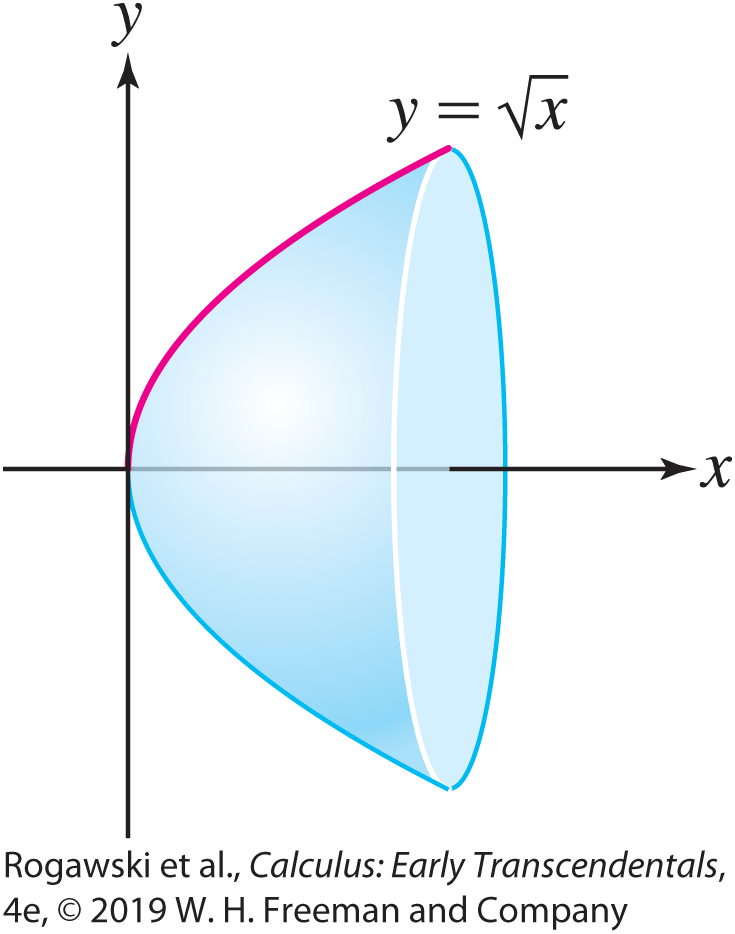 y
y = √x
x
Rogawski et al., Calculus: Early Transcendentals,
4e, © 2019 W. H. Freeman and Company